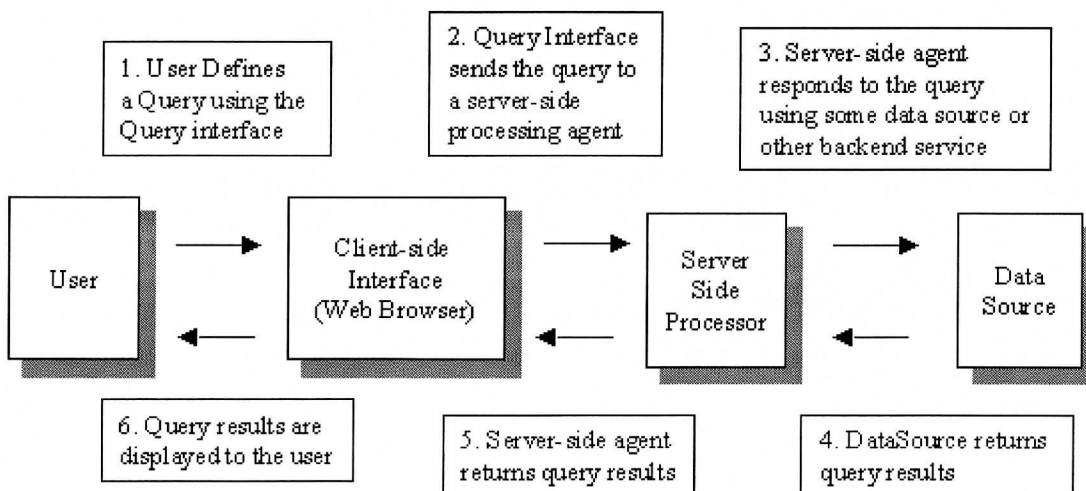 1. User Defines
a Query using the
Query interface
2. Query Interface
sends the query to
a server-side
processing agent
3. Server-side agent
responds to the query
using some data source or
other backend service
User
Client-side
Interface
(Web Browser)
Server
Side
Processor
Data
Source
6. Query results are
displayed to the user
5. Server-side agent
returns query results
4. DataSource returns
query results